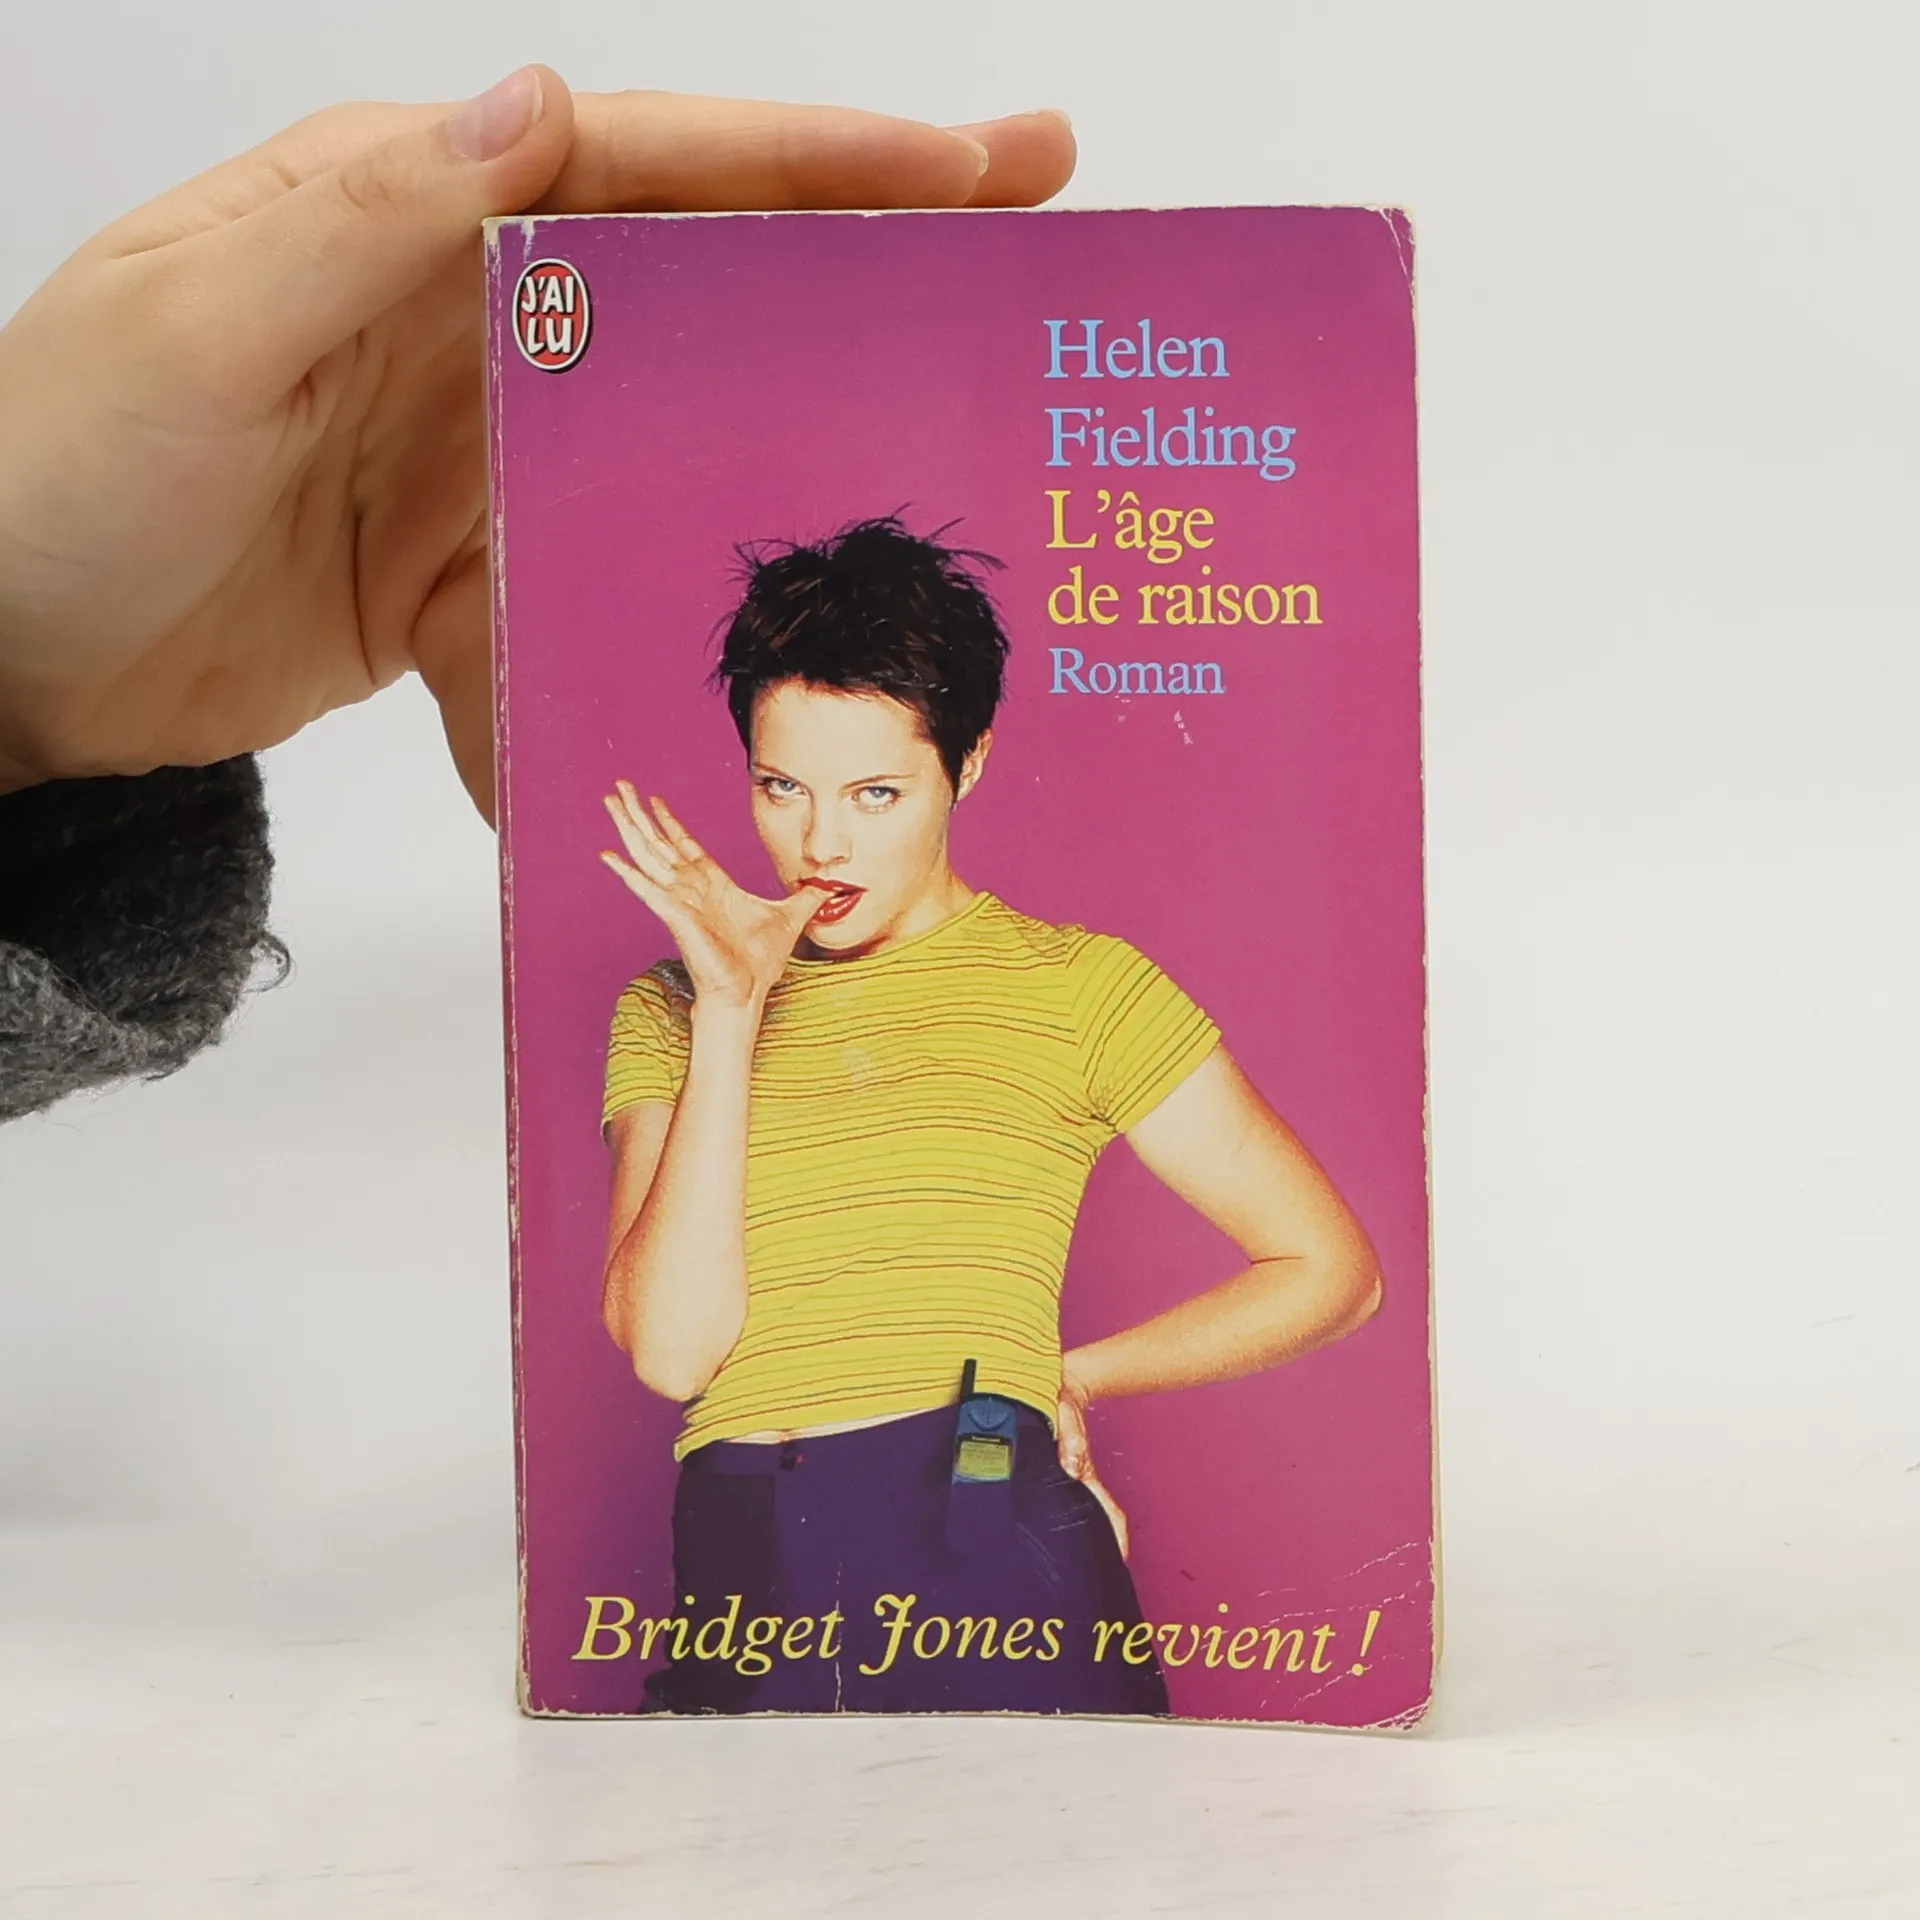 J'AI
LU
Helen
Fielding
L'âge
de raison
Roman
Bridget Jones revient !